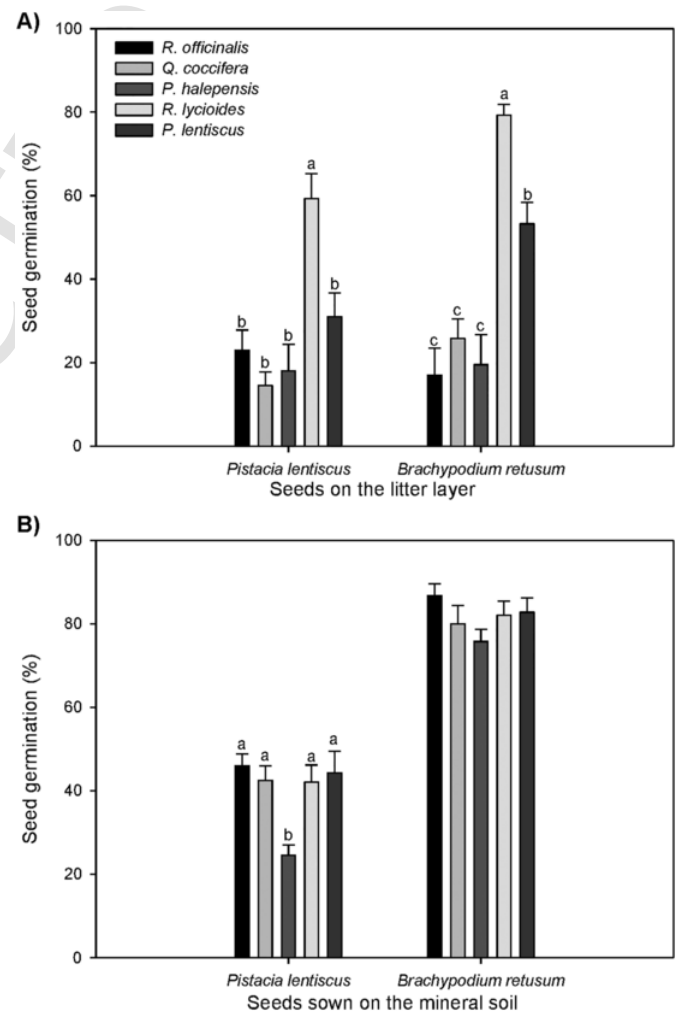 A)
100
80
60
40
20
0
Seed germination (%)
R. officinalis
Q. coccifera
P. halepensis
R. lycioides
P. lentiscus
b
b
b
a
b
c
c
c
a
b
Pistacia lentiscus
Brachypodium retusum
Seeds on the litter layer
B)
100
80
60
40
20
0
Seed germination (%)
a
a
b
a
a
Pistacia lentiscus
Brachypodium retusum
Seeds sown on the mineral soil